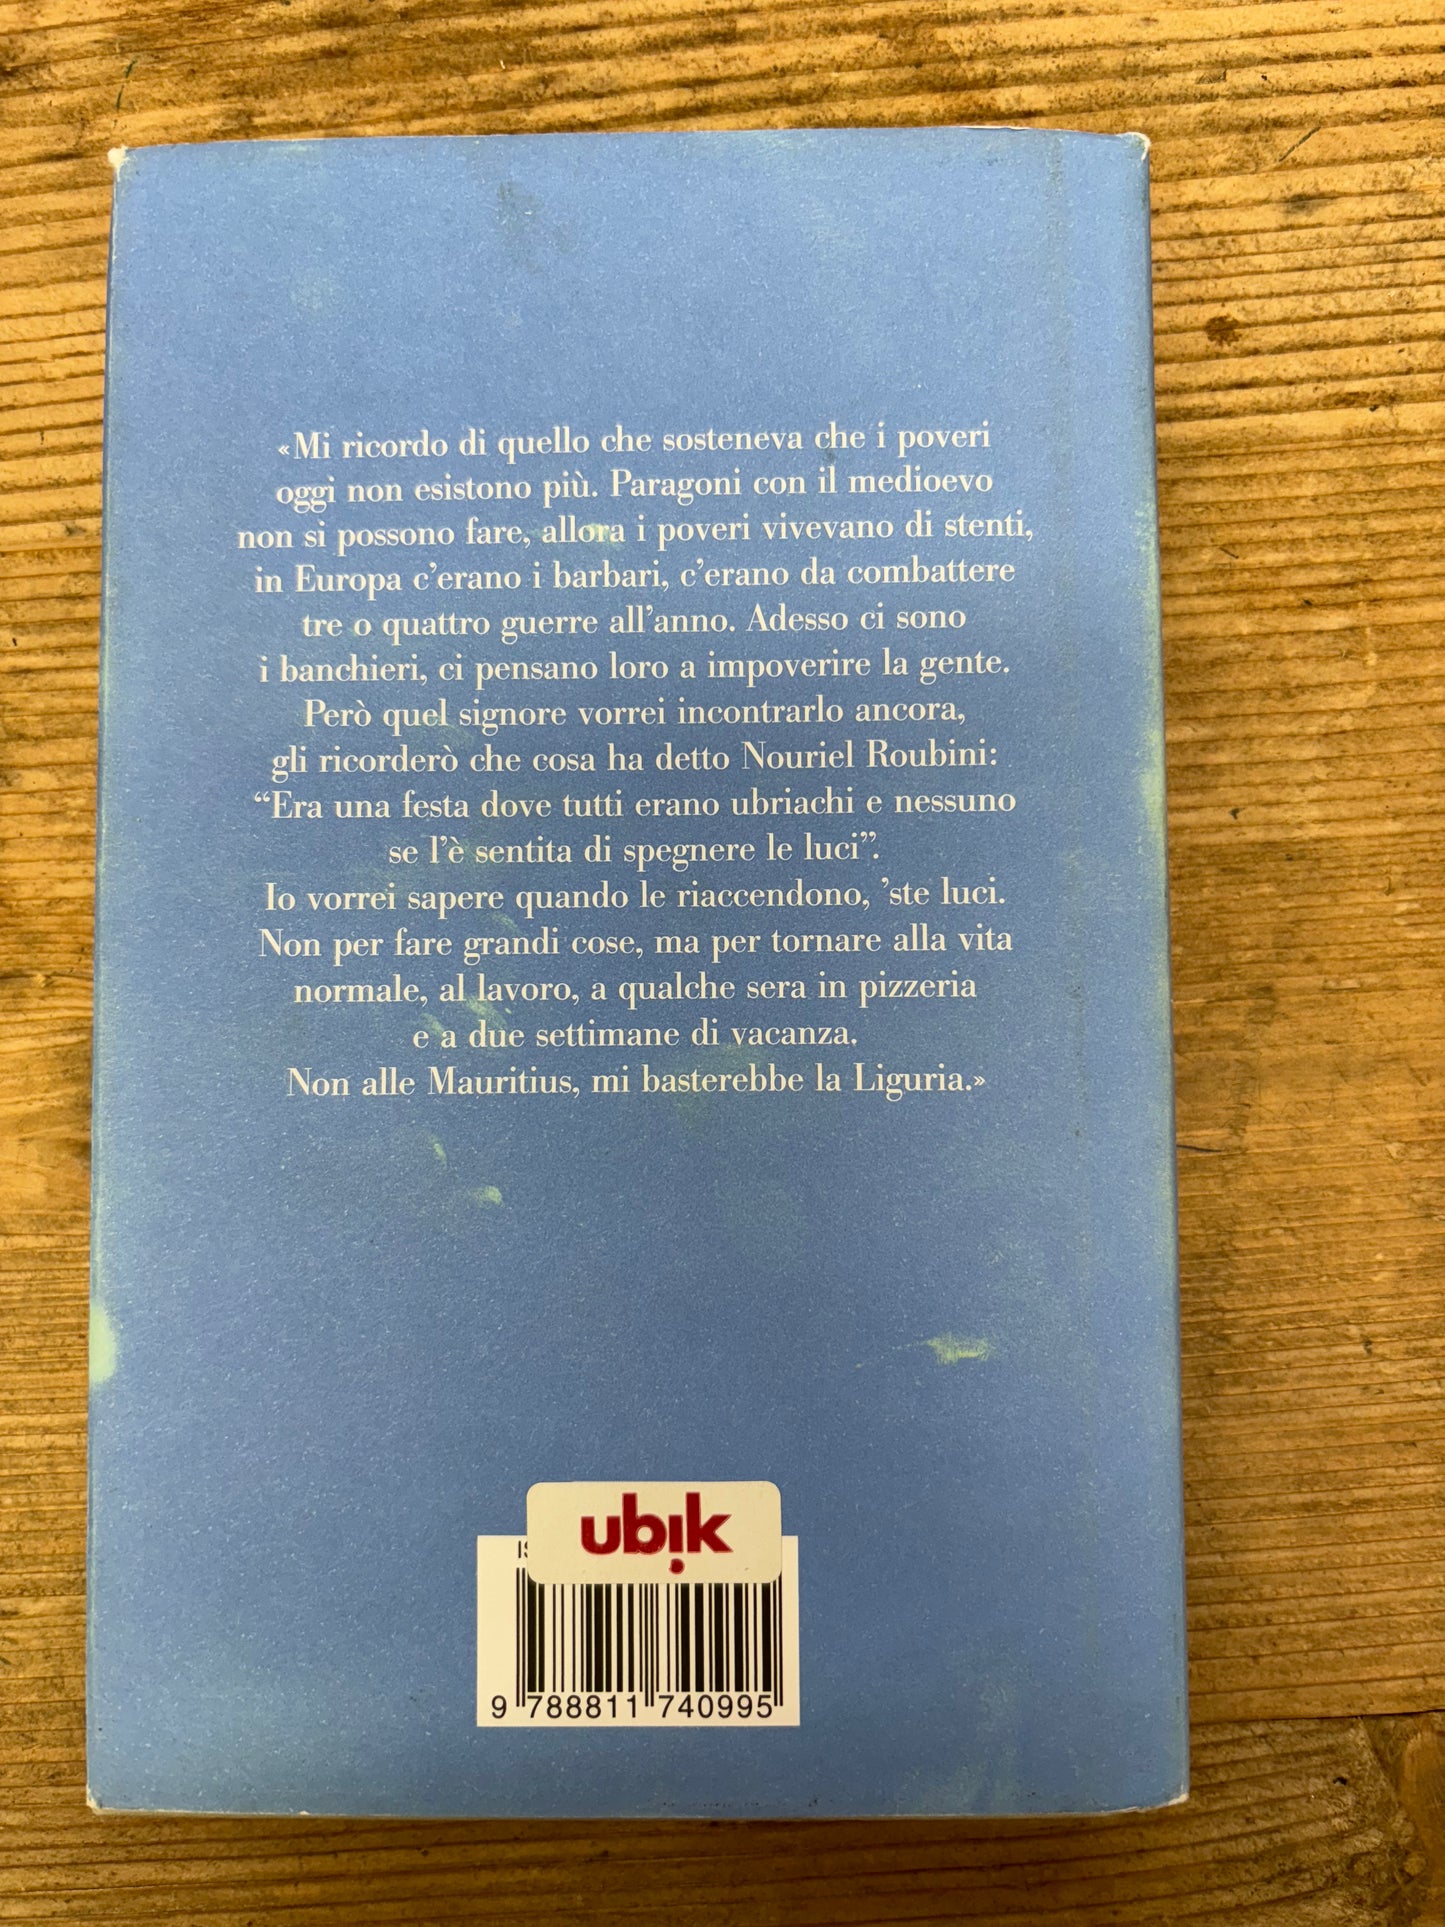 «Mi ricordo di quello che sosteneva che i poveri
oggi non esistono più. Paragoni con il medioevo
non si possono fare, allora i poveri vivevano di stenti,
in Europa c’erano i barbari, c’erano da combattere
tre o quattro guerre all’anno. Adesso ci sono
i banchieri, ci pensano loro a impoverire la gente.
Però quel signore vorrei incontrarlo ancora,
gli ricorderò che cosa ha detto Nouriel Roubini:
“Era una festa dove tutti erano ubriachi e nessuno
se l’è sentita di spegnere le luci”.
Io vorrei sapere quando le riaccendono, ’ste luci.
Non per fare grandi cose, ma per tornare alla vita
normale, al lavoro, a qualche sera in pizzeria
e a due settimane di vacanza.
Non alle Mauritius, mi basterebbe la Liguria.»
ubik
9 788811 740995